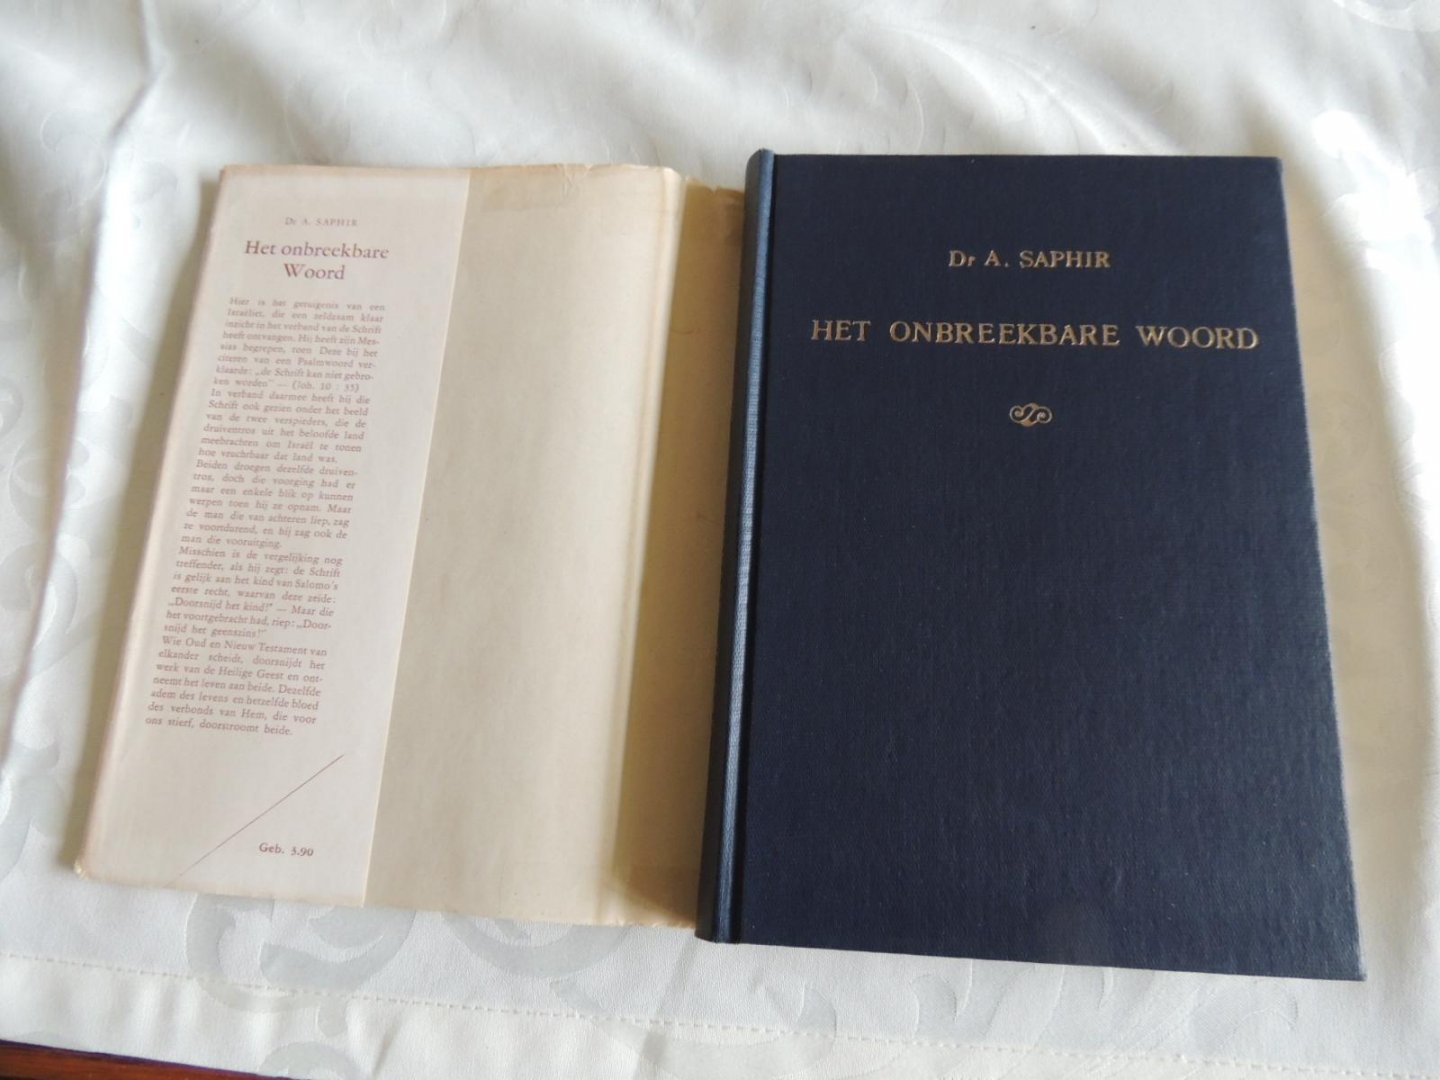 Dr A. SAPHIR
Het onbreekbare
Woord
Hier is het getuigenis van een
Israëliet, die een zeldzaam klaar
inzicht in het verband van de Schrift
heeft ontvangen. Hij heeft zijn Mes-
sias begrepen, toen Deze bij het
citeren van een Psalmwoord ver-
klaarde: „de Schrift kan niet gebro-
ken worden" — (Joh. 10 : 35)
In verband daarmee heeft hij die
Schrift ook gezien onder het beeld
van de twee verspieders, die de
druiventros uit het beloofde land
meebrachten om Israël te tonen
hoe vruchtbaar dat land was.
Beiden droegen dezelfde druiven-
tros, doch die voorging had er
maar een enkele blik op kunnen
werpen toen hij ze opnam. Maar
de man die van achteren liep, zag
ze voortdurend, en hij zag ook de
man die vooruitging.
Misschien is de vergelijking nog
treffender, als hij zegt: de Schrift
is gelijk aan het kind van Salomo's
eerste recht, waarvan deze zeide:
„Doorsnijd het kind!" — Maar die
het voortgebracht had, riep: „Door-
snijd het geenszins!"
Wie Oud en Nieuw Testament van
elkander scheidt, doorsnijdt het
werk van de Heilige Geest en ont-
neemt het leven aan beide. Dezelfde
adem des levens en hetzelfde bloed
des verbonds van Hem, die voor
ons stierf, doorstroomt beide.
Geb. 3.90
Dr A. SAPHIR
HET ONBREEKBARE WOORD